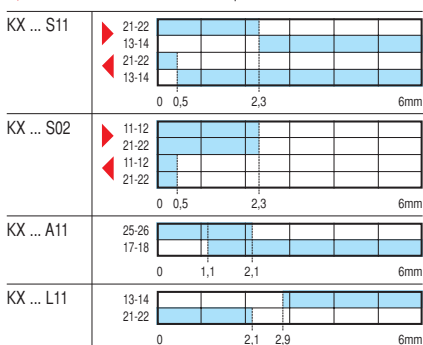 KX ... S11
21-22
13-14
21-22
13-14
0 0,5 2,3 6mm
KX ... S02
11-12
21-22
11-12
21-22
0 0,5 2,3 6mm
KX ... A11
25-26
17-18
0 1,1 2,1 6mm
KX ... L11
13-14
21-22
0 2,1 2,9 6mm